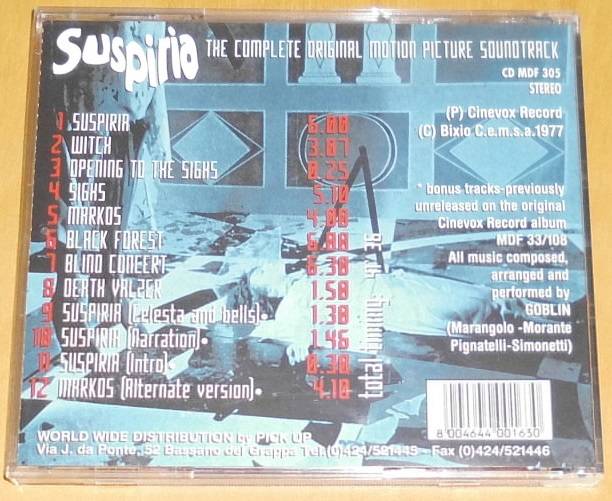 Suspiria THE COMPLETE ORIGINAL MOTION PICTURE SOUNDTRACK
CD MDF 305
STEREO
(P) Cinevox Record
(C) Bixio C.e.m.s.a.1977
* bonus tracks-previously
unreleased on the original
Cinevox Record album
MDF 33/108
All music composed,
arranged and
performed by
GOBLIN
(Marangolo -Morante
Pignatelli-Simonetti)
1 SUSPIRIA 6.00
2 WITCH 3.07
3 OPENING TO THE SIGHS 0.25
4 SIGHS 5.10
5 MARKOS 4.00
6 BLACK FOREST 6.00
7 BLIND CONCERT 6.30
8 DEATH VALZER 1.50
9 SUSPIRIA (Celesta and bells)* 1.30
10 SUSPIRIA (Narration)* 1.46
11 SUSPIRIA (Intro)* 0.30
12 MARKOS (Alternate version)* 4.10
total running
8 004644 001630
WORLD WIDE DISTRIBUTION by PICK UP
Via J. da Ponte, 52 Bassano del Grappa Tel.(0)424/521445 - Fax (0)424/521446